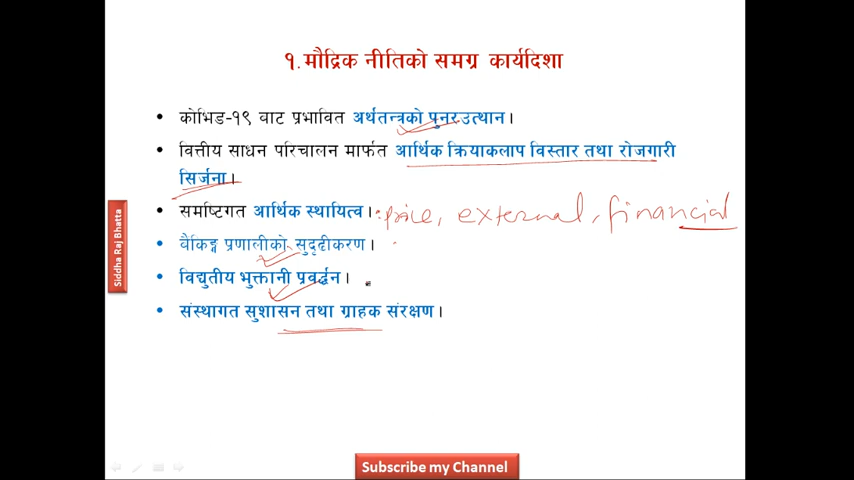 १. मौद्रिक नीतिको समग्र कार्यदिशा
• कोभिड-१९ बाट प्रभावित अर्थतन्त्रको पुनरउत्थान ।
• वित्तीय साधन परिचालन मार्फत आर्थिक क्रियाकलाप विस्तार तथा रोजगारी
सिर्जना ।
• समष्टिगत आर्थिक स्थायित्व । price, external, financial
• बैकिङ्ग प्रणालीको सुदृढीकरण ।
• विद्युतीय भुक्तानी प्रवर्द्धन ।
• संस्थागत सुशासन तथा ग्राहक संरक्षण ।
Siddha Raj Bhatta
Subscribe my Channel